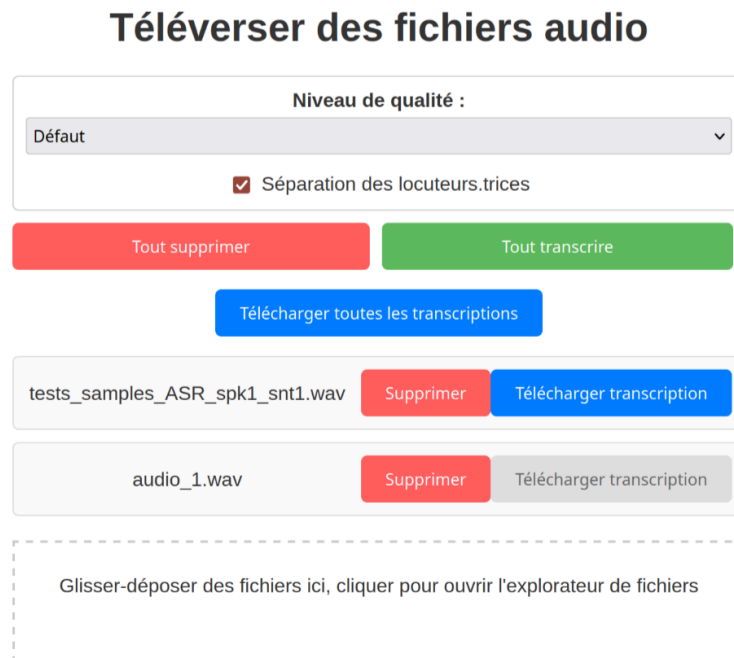 Téléverser des fichiers audio
Niveau de qualité :
Défaut
Séparation des locuteurs.trices
Tout supprimer
Tout transcrire
Télécharger toutes les transcriptions
tests_samples_ASR_spk1_snt1.wav
Supprimer
Télécharger transcription
audio_1.wav
Supprimer
Télécharger transcription
Glisser-déposer des fichiers ici, cliquer pour ouvrir l'explorateur de fichiers